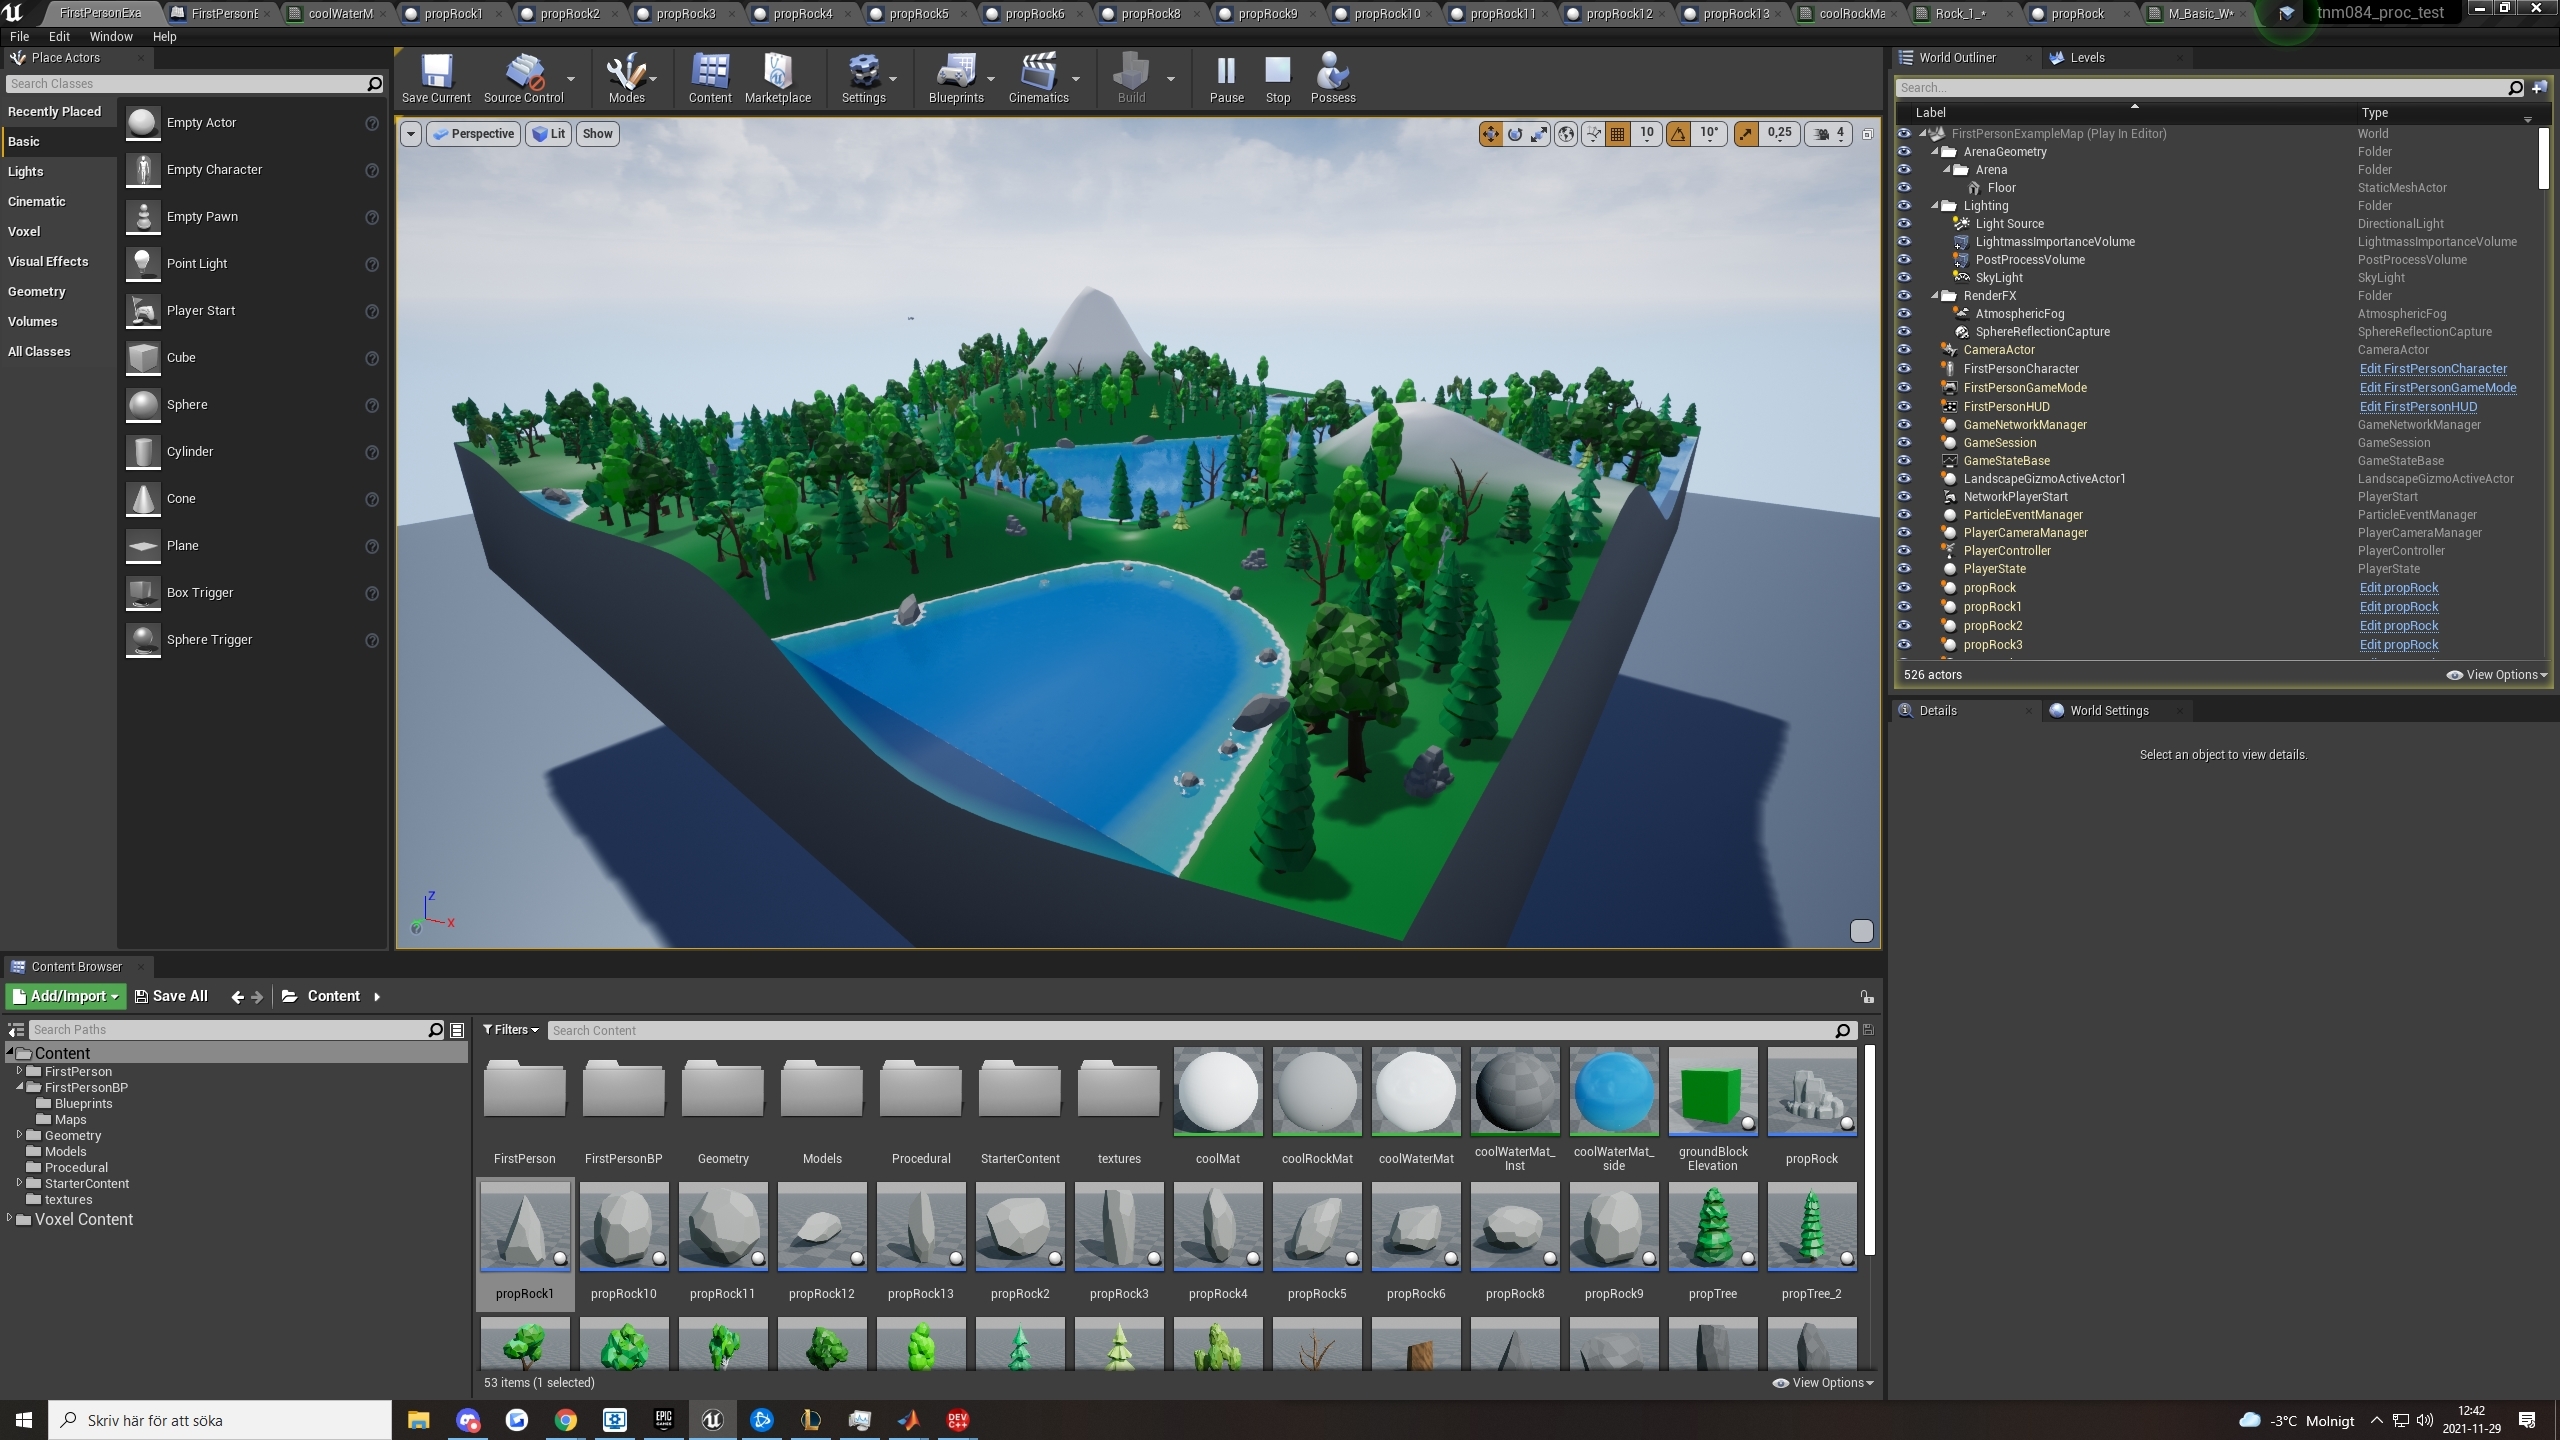 FirstPersonExa FirstPersonE coolWaterM propRock1 propRock2 propRock3 propRock4 propRock5 propRock6 propRock8 propRock9 propRock10 propRock11 propRock12 propRock13 coolRockMa Rock_1_* propRock M_Basic_W* tnm084_proc_test
File Edit Window Help
Place Actors
Search Classes
Recently Placed
Basic
Lights
Cinematic
Voxel
Visual Effects
Geometry
Volumes
All Classes
Empty Actor
Empty Character
Empty Pawn
Point Light
Player Start
Cube
Sphere
Cylinder
Cone
Plane
Box Trigger
Sphere Trigger
Save Current Source Control Modes Content Marketplace Settings Blueprints Cinematics Build Pause Stop Possess
Perspective Lit Show 10 10° 0,25 4
Z
X
World Outliner Levels
Search...
Label Type
FirstPersonExampleMap (Play In Editor) World
ArenaGeometry Folder
Arena Folder
Floor StaticMeshActor
Lighting Folder
Light Source DirectionalLight
LightmassImportanceVolume LightmassImportanceVolume
PostProcessVolume PostProcessVolume
SkyLight SkyLight
RenderFX Folder
AtmosphericFog AtmosphericFog
SphereReflectionCapture SphereReflectionCapture
CameraActor CameraActor
FirstPersonCharacter Edit FirstPersonCharacter
FirstPersonGameMode Edit FirstPersonGameMode
FirstPersonHUD Edit FirstPersonHUD
GameNetworkManager GameNetworkManager
GameSession GameSession
GameStateBase GameStateBase
LandscapeGizmoActiveActor1 LandscapeGizmoActiveActor
NetworkPlayerStart PlayerStart
ParticleEventManager ParticleEventManager
PlayerCameraManager PlayerCameraManager
PlayerController PlayerController
PlayerState PlayerState
propRock Edit propRock
propRock1 Edit propRock
propRock2 Edit propRock
propRock3 Edit propRock
526 actors View Options
Details World Settings
Select an object to view details.
Content Browser
Add/Import Save All Content
Search Paths
Content
FirstPerson
FirstPersonBP
Blueprints
Maps
Geometry
Models
Procedural
StarterContent
textures
Voxel Content
Filters Search Content
FirstPerson FirstPersonBP Geometry Models Procedural StarterContent textures coolMat coolRockMat coolWaterMat coolWaterMat_ coolWaterMat_ groundBlock propRock
Inst side Elevation
propRock1 propRock10 propRock11 propRock12 propRock13 propRock2 propRock3 propRock4 propRock5 propRock6 propRock8 propRock9 propTree propTree_2
53 items (1 selected) View Options
Skriv här för att söka
EPIC GAMES
DEV C++
-3°C Molnigt
12:42
2021-11-29